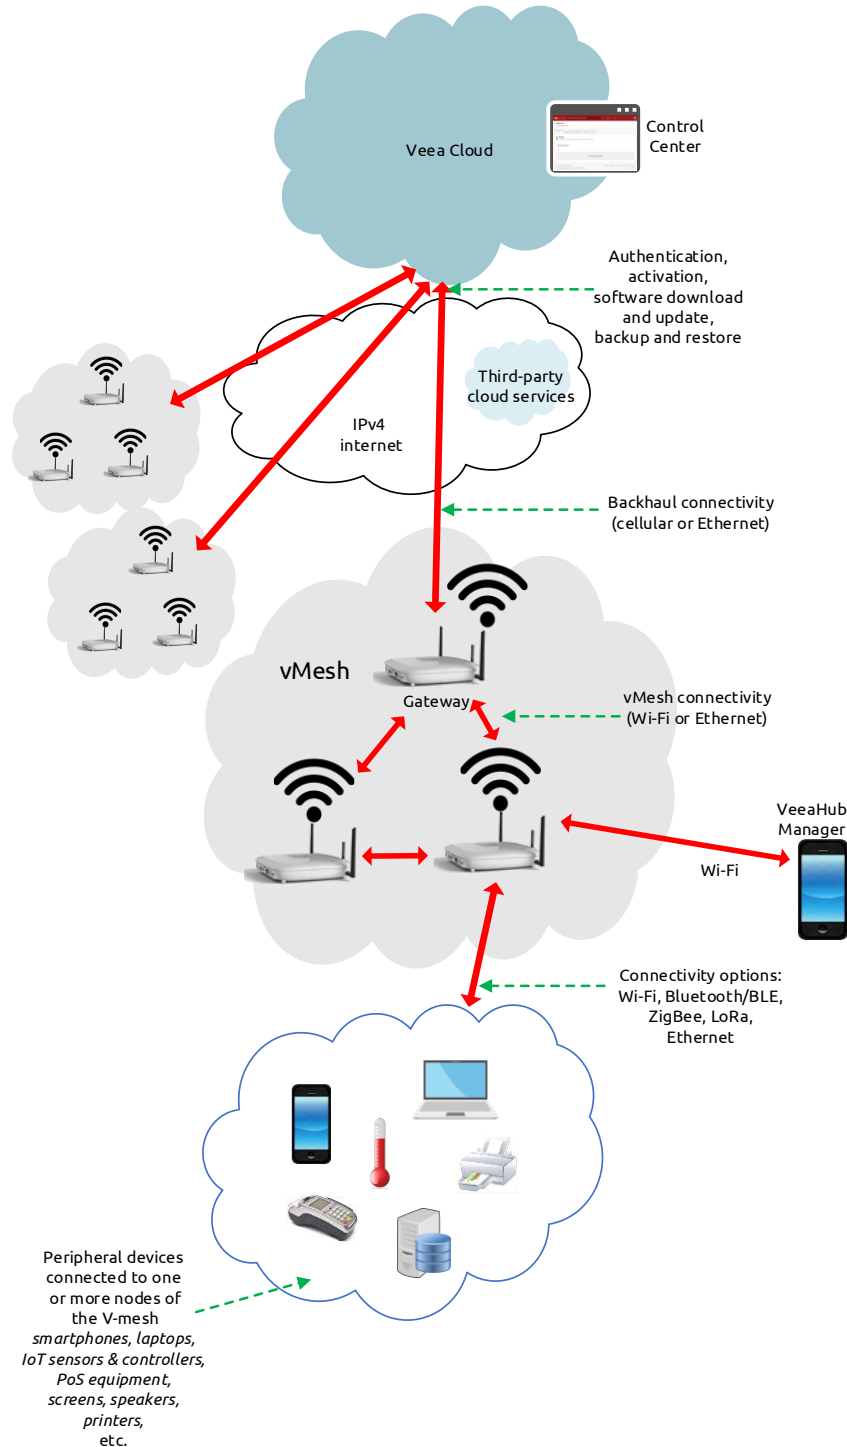 Veea Cloud
Control
Center
Authentication,
activation,
software download
and update,
backup and restore
Third-party
cloud services
IPv4
internet
Backhaul connectivity
(cellular or Ethernet)
vMesh
Gateway
vMesh connectivity
(Wi-Fi or Ethernet)
VeeaHub
Manager
Wi-Fi
Connectivity options:
Wi-Fi, Bluetooth/BLE,
ZigBee, LoRa,
Ethernet
Peripheral devices
connected to one
or more nodes of
the V-mesh
smartphones, laptops,
IoT sensors & controllers,
PoS equipment,
screens, speakers,
printers,
etc.